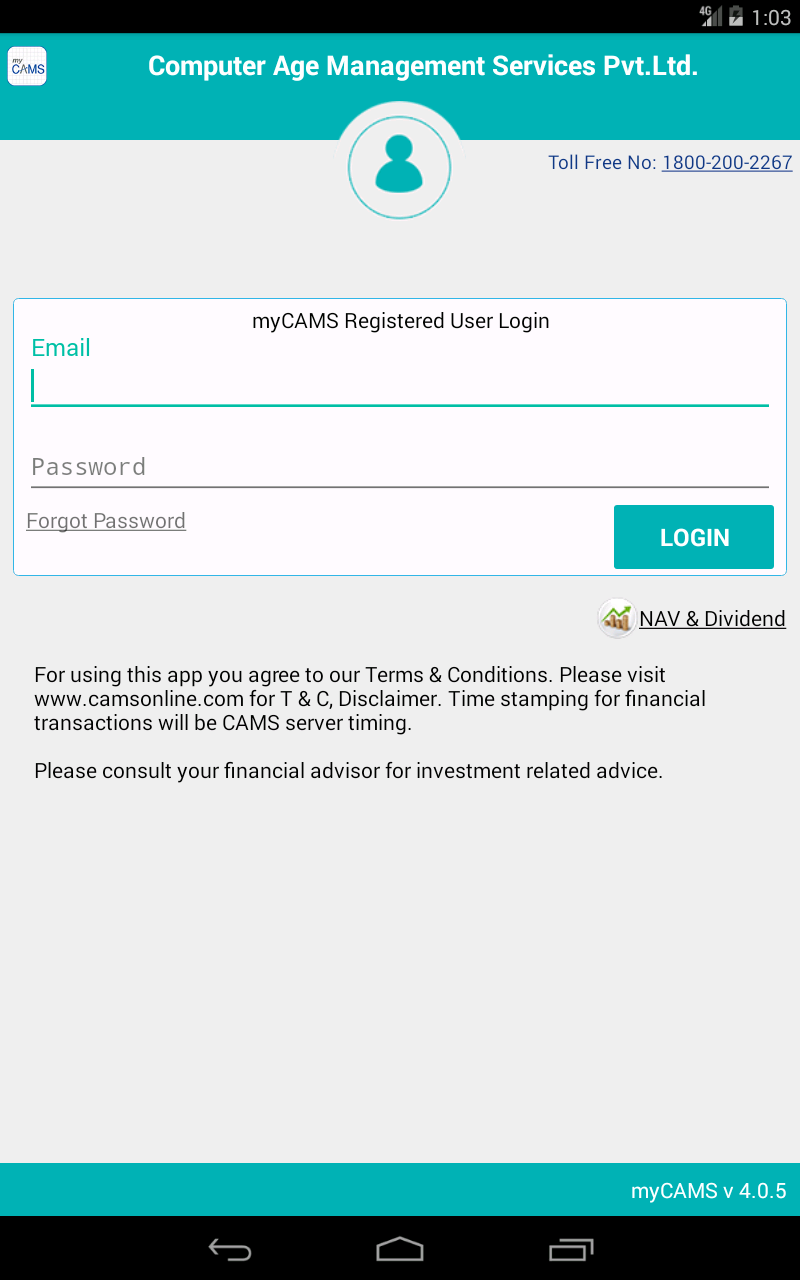 4G 1:03
my
CAMS
Computer Age Management Services Pvt.Ltd.
Toll Free No: 1800-200-2267
myCAMS Registered User Login
Email
Password
Forgot Password
LOGIN
NAV & Dividend
For using this app you agree to our Terms & Conditions. Please visit
www.camsonline.com for T & C, Disclaimer. Time stamping for financial
transactions will be CAMS server timing.
Please consult your financial advisor for investment related advice.
myCAMS v 4.0.5